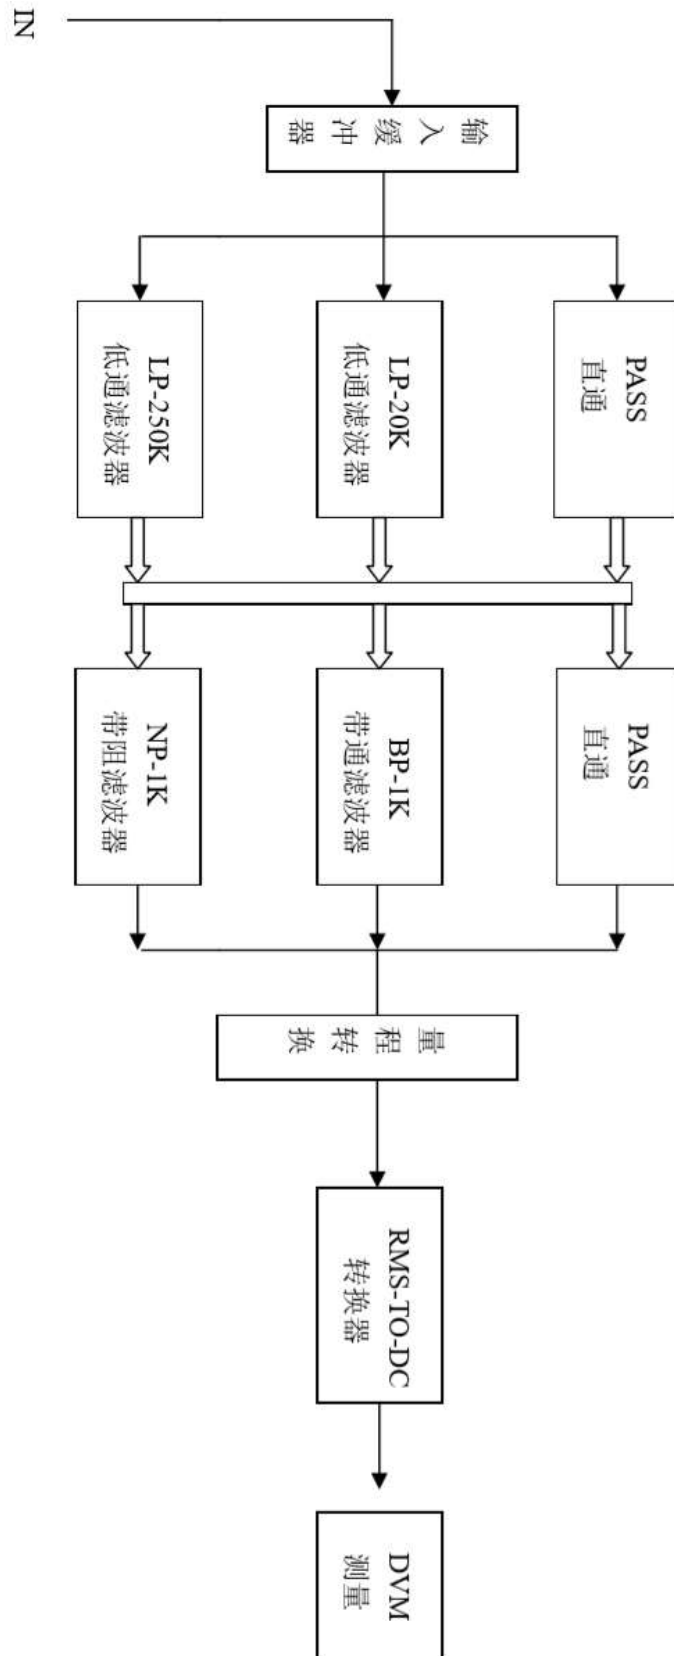 IN
输入缓冲器
PASS
直通
LP-20K
低通滤波器
LP-250K
低通滤波器
PASS
直通
BP-1K
带通滤波器
NP-1K
带阻滤波器
量程转换
RMS-TO-DC
转换器
DVM
测量